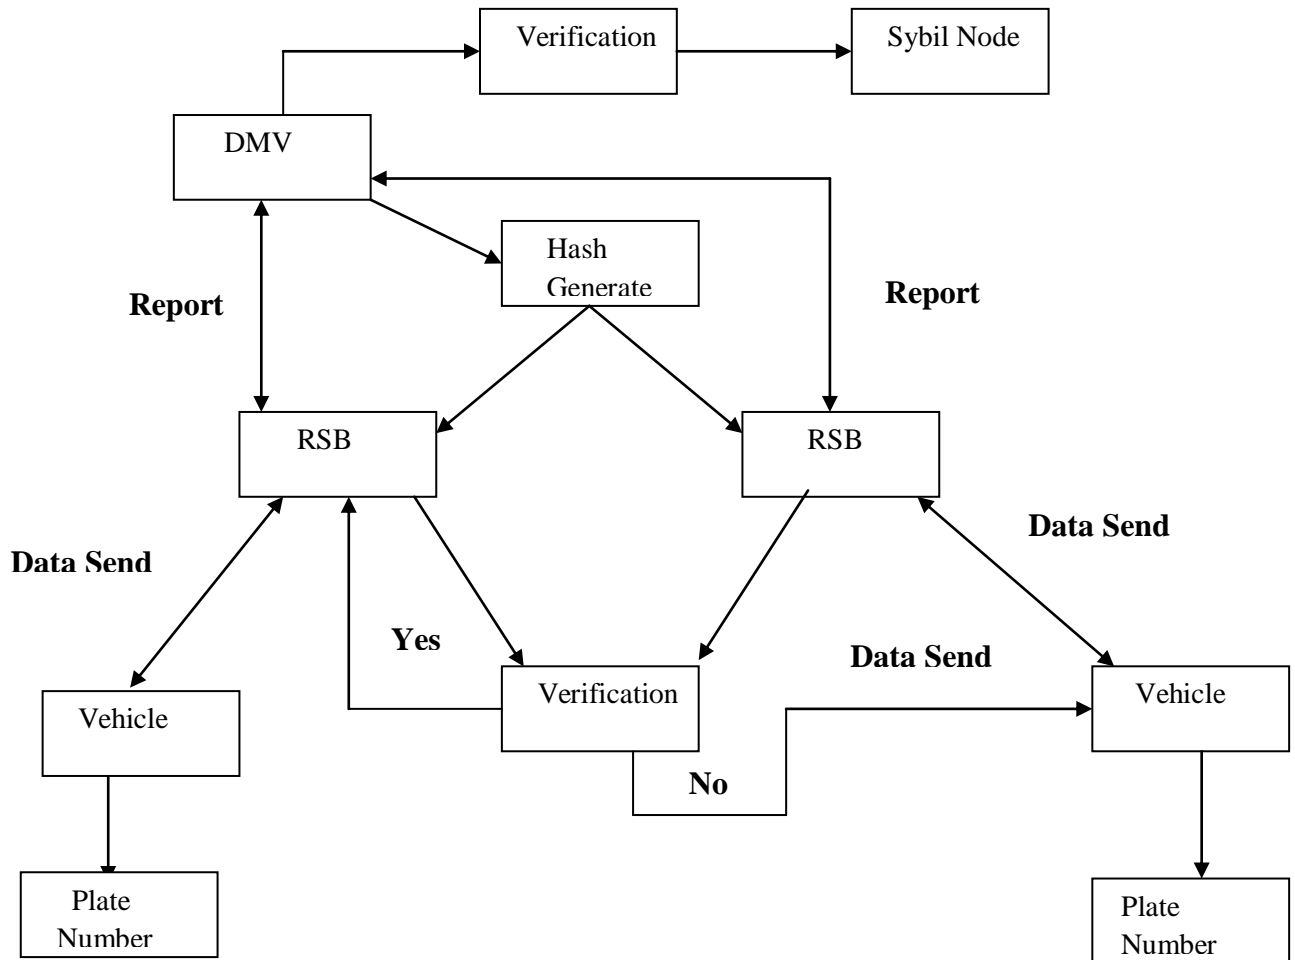 Verification
Sybil Node
DMV
Hash
Generate
Report
Report
RSB
RSB
Data Send
Data Send
Yes
Data Send
Verification
Vehicle
Vehicle
No
Plate
Number
Plate
Number